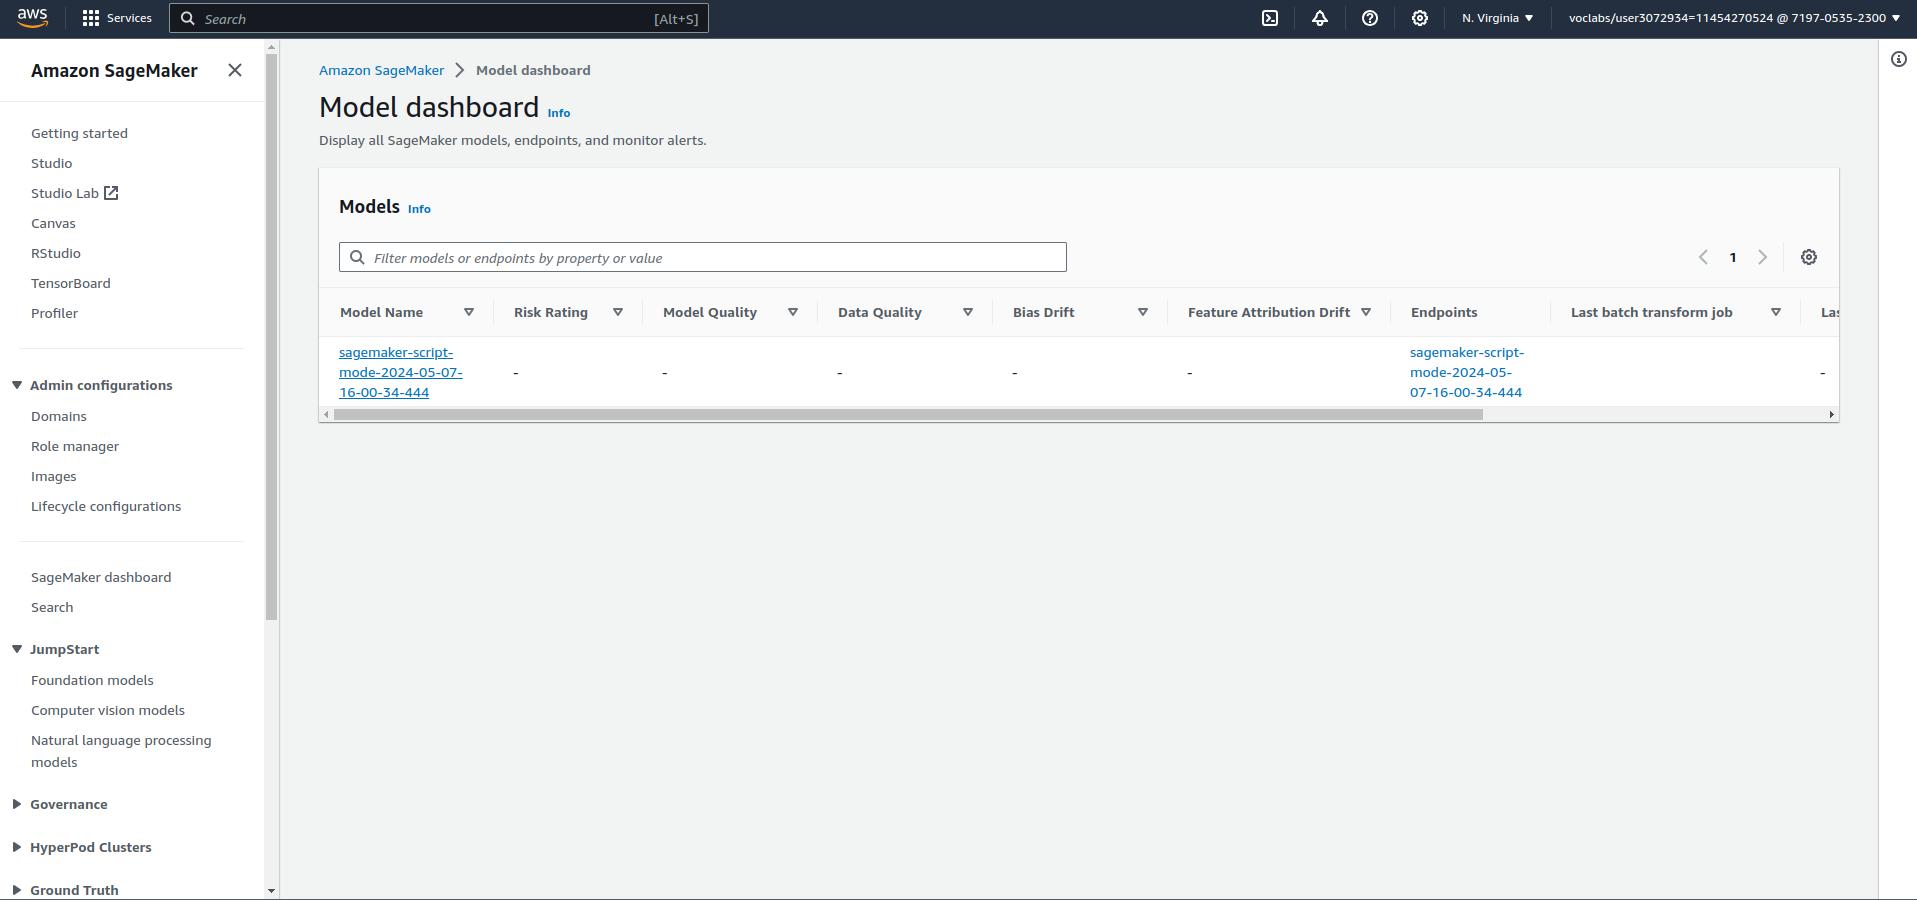 aws
Services
Search
[Alt+S]
N. Virginia
voclabs/user3072934=11454270524 @ 7197-0535-2300
Amazon SageMaker
Getting started
Studio
Studio Lab
Canvas
RStudio
TensorBoard
Profiler
Admin configurations
Domains
Role manager
Images
Lifecycle configurations
SageMaker dashboard
Search
JumpStart
Foundation models
Computer vision models
Natural language processing
models
Governance
HyperPod Clusters
Ground Truth
Amazon SageMaker
Model dashboard
Model dashboard Info
Display all SageMaker models, endpoints, and monitor alerts.
Models Info
Filter models or endpoints by property or value
1
Model Name
Risk Rating
Model Quality
Data Quality
Bias Drift
Feature Attribution Drift
Endpoints
Last batch transform job
Las
sagemaker-script-
mode-2024-05-07-
16-00-34-444
-
-
-
-
-
sagemaker-script-
mode-2024-05-
07-16-00-34-444
-